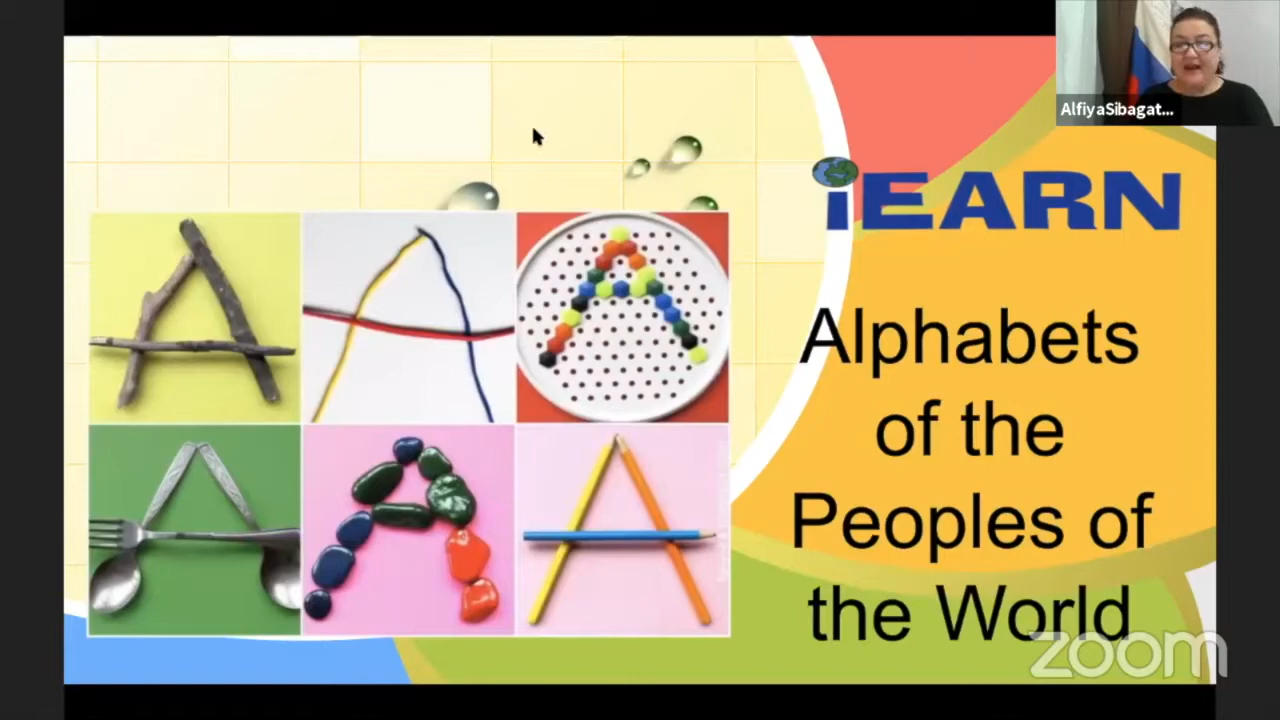 AlfiyaSibagat...
iEARN
Alphabets
of the
Peoples of
the World
zoom